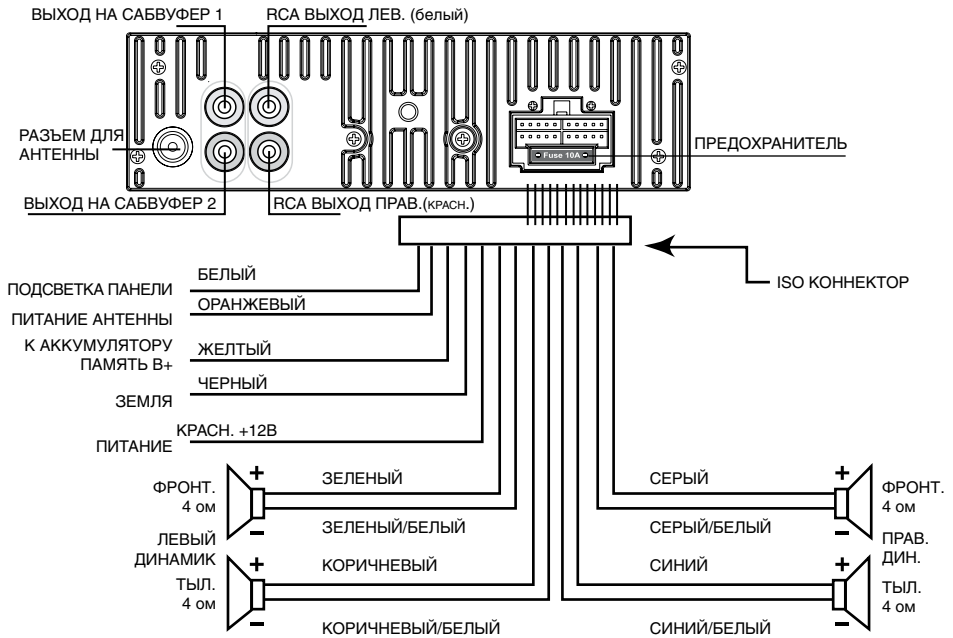 ВЫХОД НА САБВУФЕР 1
RCA ВЫХОД ЛЕВ. (белый)
РАЗЪЕМ ДЛЯ
АНТЕННЫ
Fuse 10A
ПРЕДОХРАНИТЕЛЬ
ВЫХОД НА САБВУФЕР 2
RCA ВЫХОД ПРАВ.(КРАСН.)
ISO КОННЕКТОР
БЕЛЫЙ
ПОДСВЕТКА ПАНЕЛИ
ОРАНЖЕВЫЙ
ПИТАНИЕ АНТЕННЫ
К АККУМУЛЯТОРУ
ПАМЯТЬ В+
ЖЕЛТЫЙ
ЧЕРНЫЙ
ЗЕМЛЯ
КРАСН. +12В
ПИТАНИЕ
ФРОНТ.
4 ом
+
−
ЗЕЛЕНЫЙ
ЗЕЛЕНЫЙ/БЕЛЫЙ
СЕРЫЙ
СЕРЫЙ/БЕЛЫЙ
+
−
ФРОНТ.
4 ом
ЛЕВЫЙ
ДИНАМИК
ПРАВ.
ДИН.
ТЫЛ.
4 ом
+
−
КОРИЧНЕВЫЙ
КОРИЧНЕВЫЙ/БЕЛЫЙ
СИНИЙ
СИНИЙ/БЕЛЫЙ
+
−
ТЫЛ.
4 ом